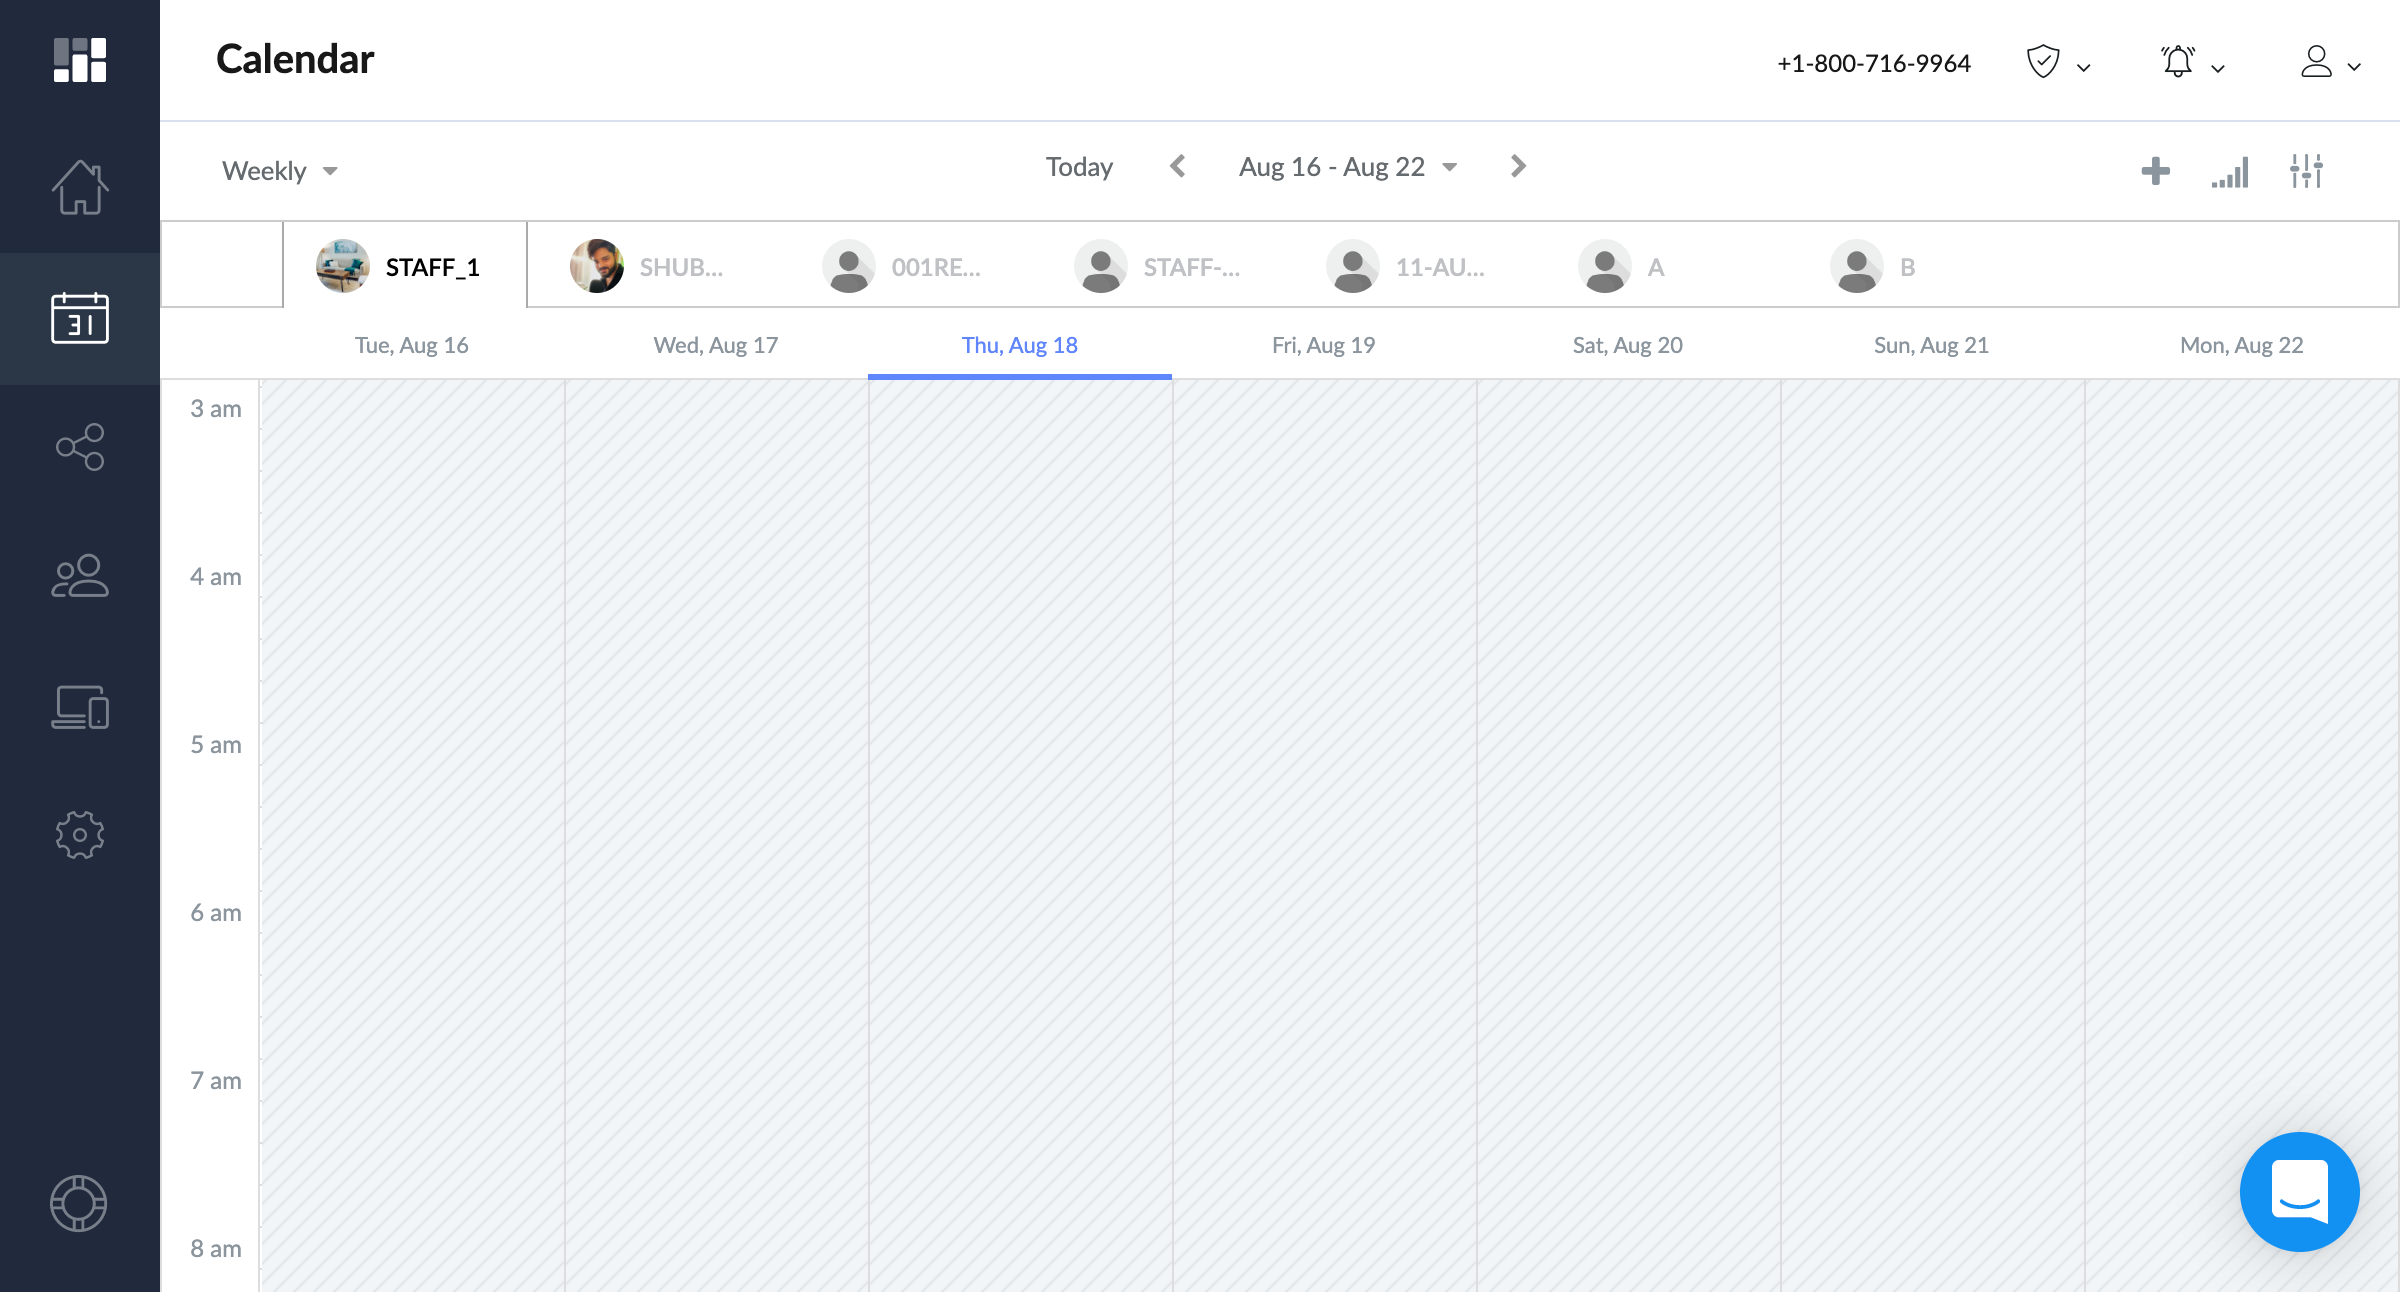 Calendar
+1-800-716-9964
Weekly
Today
Aug 16 - Aug 22
31
STAFF_1
SHUB...
001RE...
STAFF-...
11-AU...
A
B
Tue, Aug 16
Wed, Aug 17
Thu, Aug 18
Fri, Aug 19
Sat, Aug 20
Sun, Aug 21
Mon, Aug 22
3 am
4 am
5 am
6 am
7 am
8 am